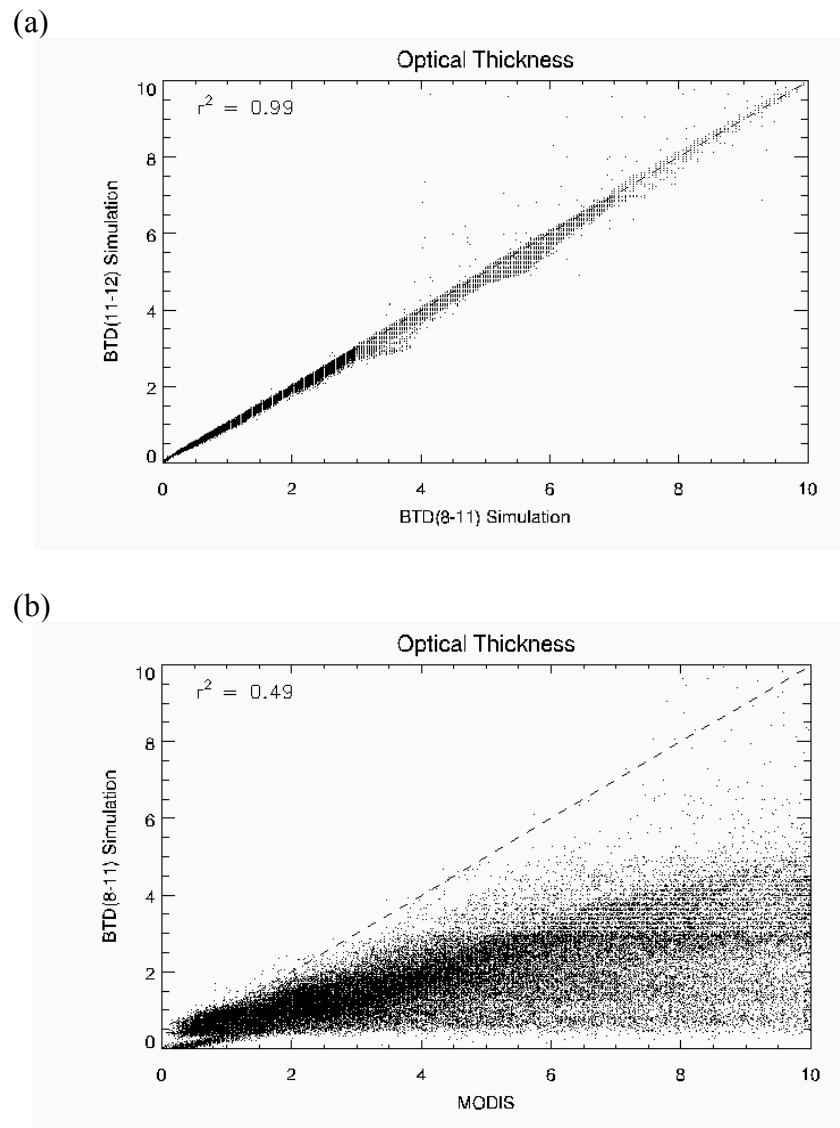 (a)
Optical Thickness
r² = 0.99
10
8
6
4
2
0
BTD(11-12) Simulation
0 2 4 6 8 10
BTD(8-11) Simulation
(b)
Optical Thickness
r² = 0.49
10
8
6
4
2
0
BTD(8-11) Simulation
0 2 4 6 8 10
MODIS